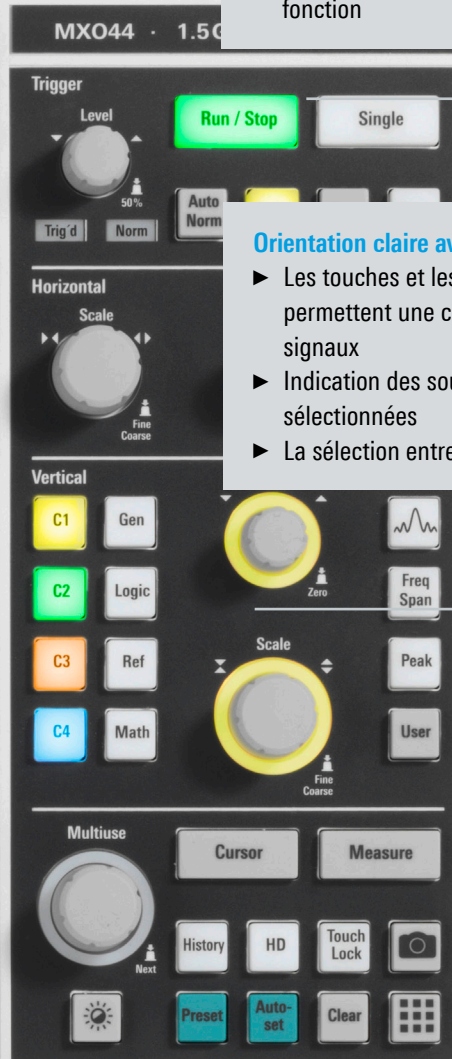 fonction
MXO44 · 1.5G
Trigger
Level
Run / Stop
Single
50%
Auto
Norm
Trig´d
Norm
Orientation claire
Les touches et les
permettent une
signaux
Indication des
sélectionnées
La sélection entre
Horizontal
Scale
Fine
Coarse
Vertical
C1
Gen
C2
Logic
Zero
Freq
Span
C3
Ref
Scale
Peak
C4
Math
User
Fine
Coarse
Multiuse
Cursor
Measure
Next
History
HD
Touch
Lock
Preset
Auto-
set
Clear